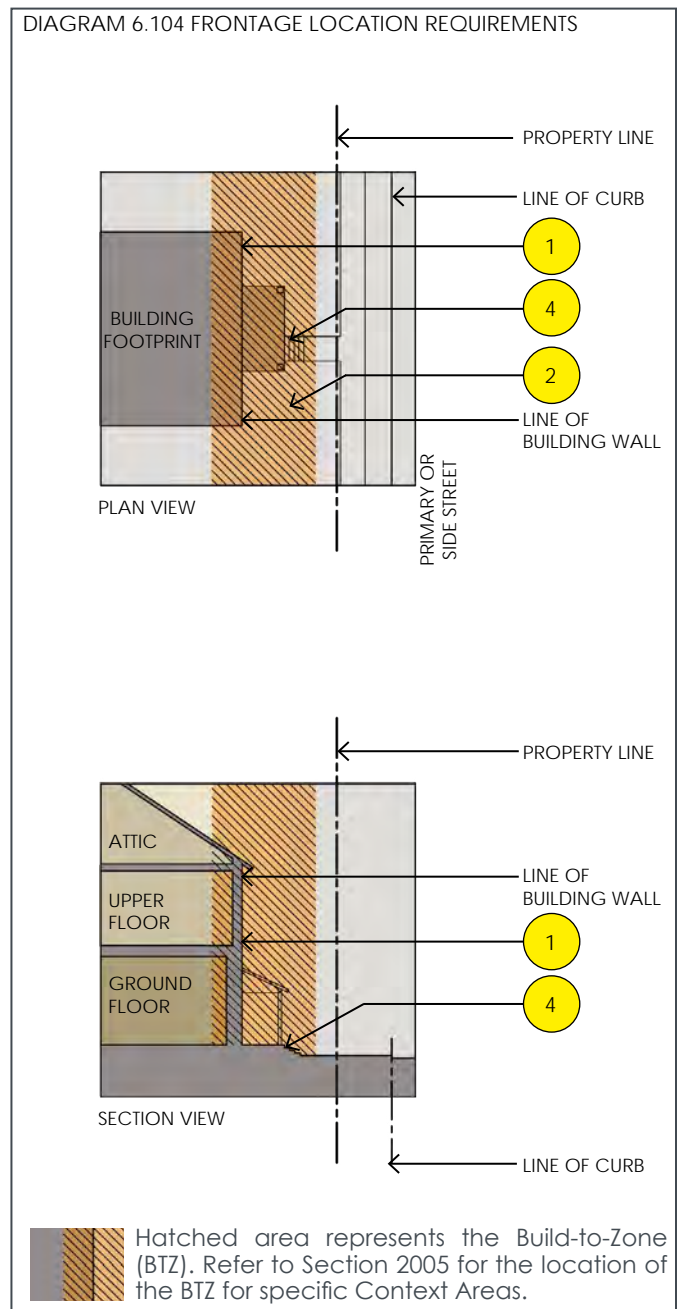 DIAGRAM 6.104 FRONTAGE LOCATION REQUIREMENTS
PROPERTY LINE
LINE OF CURB
1
4
BUILDING
FOOTPRINT
2
LINE OF
BUILDING WALL
PRIMARY OR
SIDE STREET
PLAN VIEW
PROPERTY LINE
ATTIC
LINE OF
BUILDING WALL
UPPER
FLOOR
1
GROUND
FLOOR
4
SECTION VIEW
LINE OF CURB
Hatched area represents the Build-to-Zone
(BTZ). Refer to Section 2005 for the location of
the BTZ for specific Context Areas.